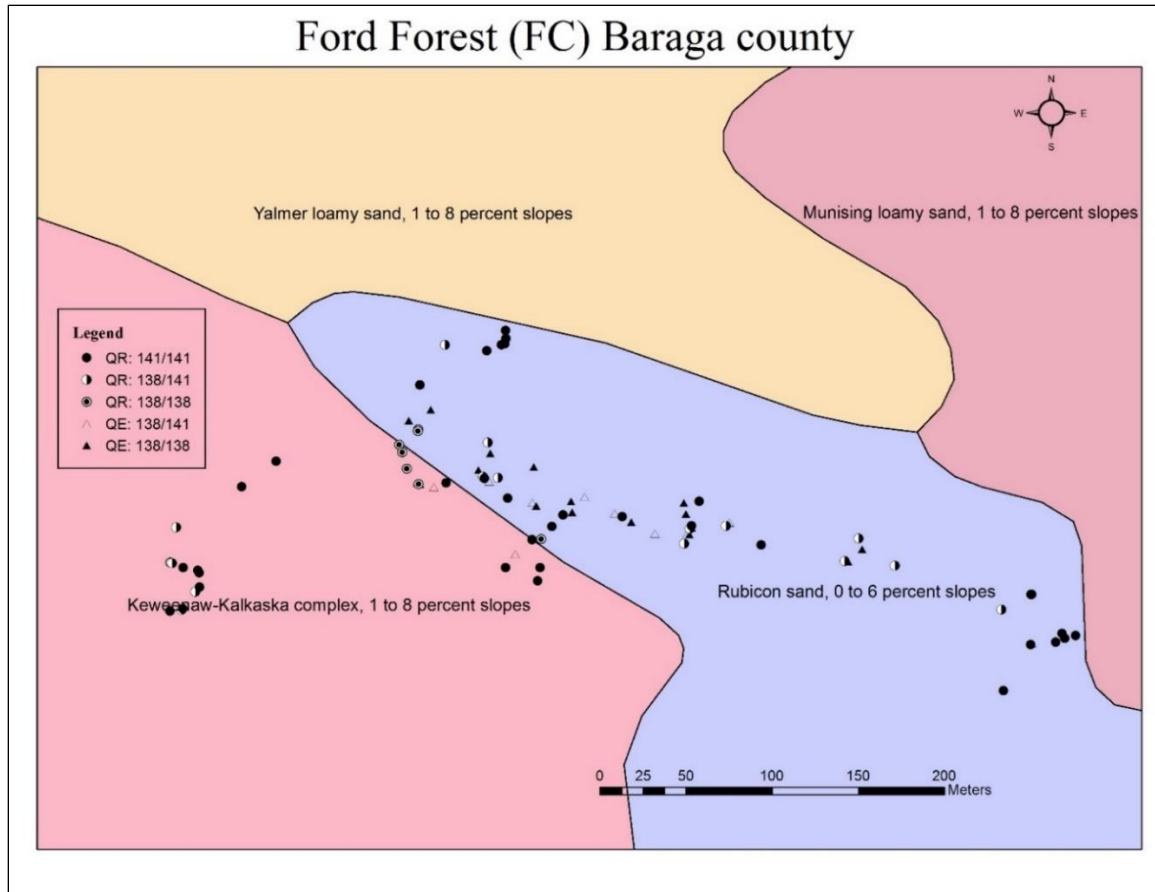 Ford Forest (FC) Baraga county
N
W E
S
Yalmer loamy sand, 1 to 8 percent slopes
Munising loamy sand, 1 to 8 percent slopes
Legend
QR: 141/141
QR: 138/141
QR: 138/138
QE: 138/141
QE: 138/138
Keweenaw-Kalkaska complex, 1 to 8 percent slopes
Rubicon sand, 0 to 6 percent slopes
0 25 50 100 150 200
Meters